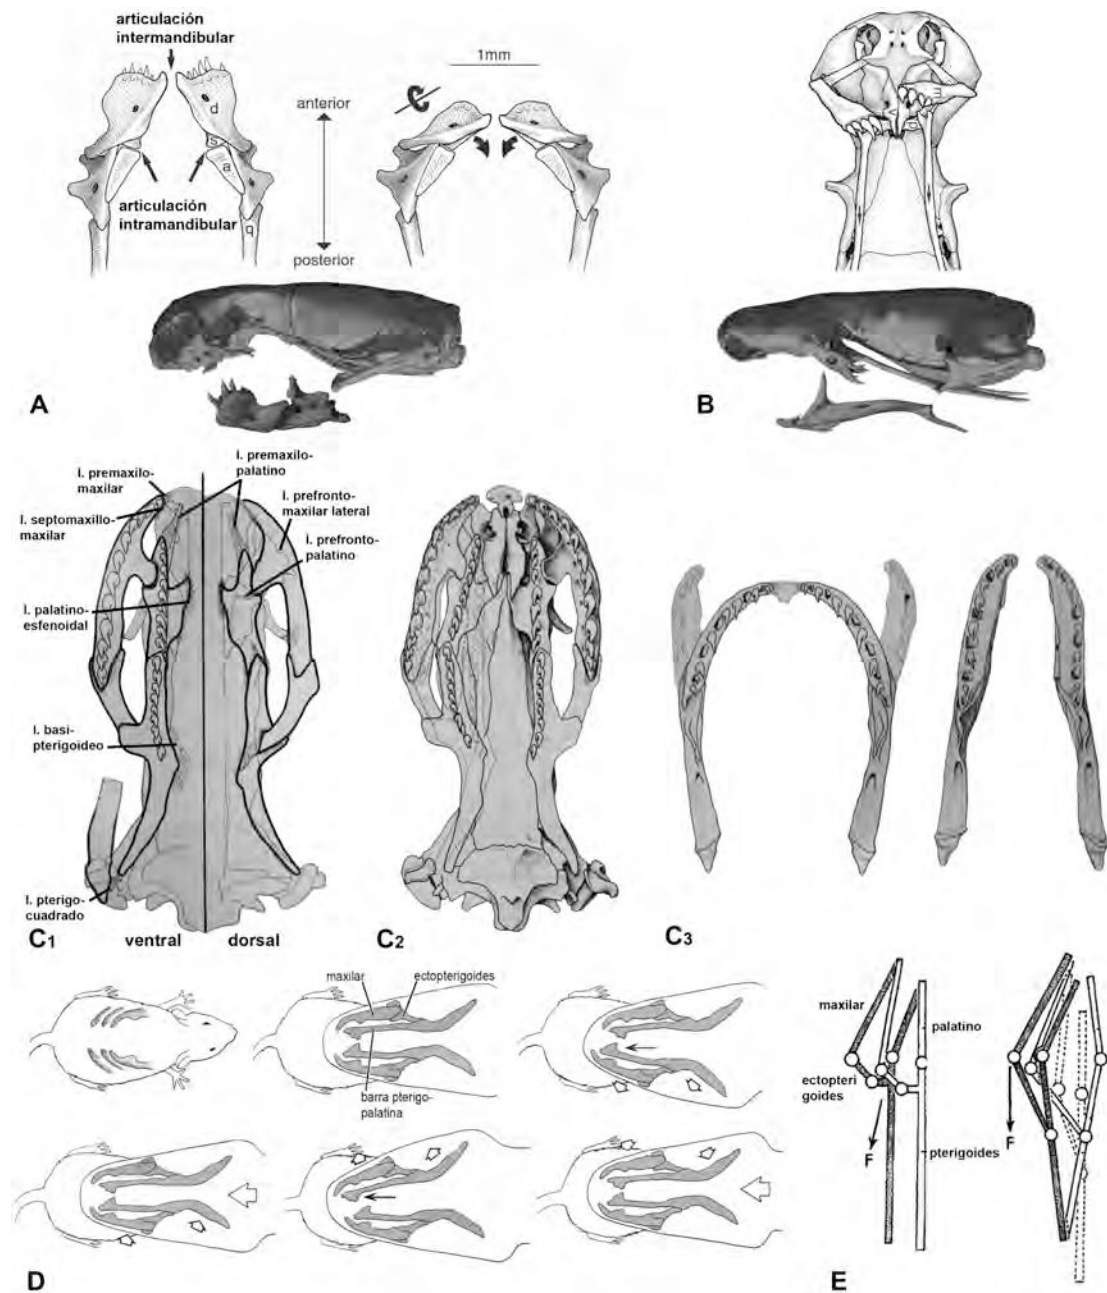 articulación
intermandibular
d
s
a
articulación
intramandibular
q
1mm
anterior
posterior
A
m
B
l. premaxilo-
maxilar
l. septomaxillo-
maxilar
l. premaxilo-
palatino
l. prefronto-
maxilar lateral
l. prefronto-
palatino
l. palatino-
esfenoidal
l. basi-
pterigoideo
l. pterigo-
cuadrado
C1
ventral
dorsal
C2
C3
maxilar
ectopterigoides
barra pterigo-
palatina
D
maxilar
palatino
ectopteri
goides
F
pterigoides
F
E